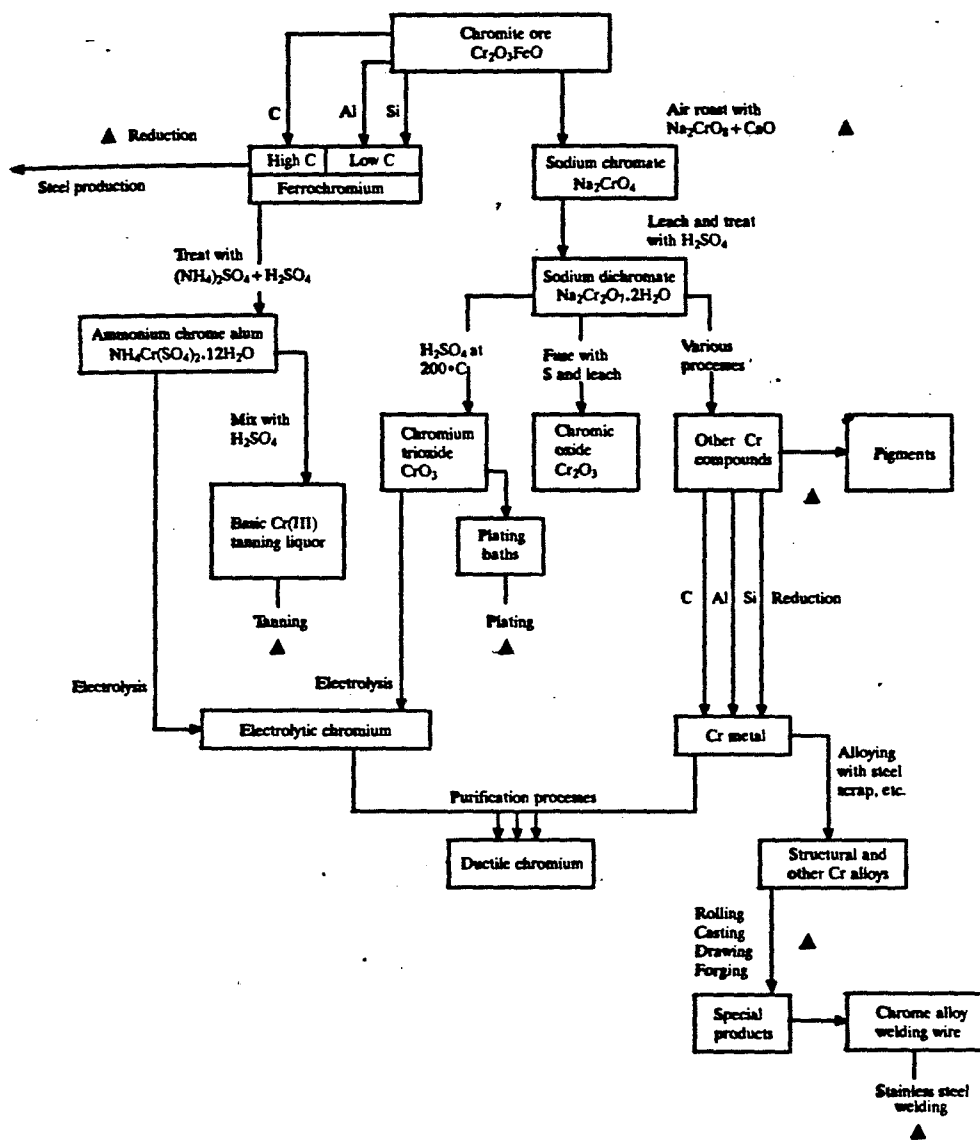 Chromite ore
Cr₂O₃FeO
C
Al
Si
Air roast with
Na₂CrO₈ + CaO
▲ Reduction
▲
High C
Low C
Ferrochromium
Steel production
Sodium chromate
Na₂CrO₄
Leach and treat
with H₂SO₄
Treat with
(NH₄)₂SO₄ + H₂SO₄
Sodium dichromate
Na₂Cr₂O₇.2H₂O
Ammonium chrome alum
NH₄Cr(SO₄)₂.12H₂O
H₂SO₄ at
200•C
Fuse with
S and leach
Various
processes
Mix with
H₂SO₄
Chromium
trioxide
CrO₃
Chromic
oxide
Cr₂O₃
Other Cr
compounds
Pigments
▲
Basic Cr(III)
tanning liquor
Plating
baths
C
Al
Si
Reduction
Tanning
▲
Plating
▲
Electrolysis
Electrolysis
Electrolytic chromium
Cr metal
Alloying
with steel
scrap, etc.
Purification processes
Ductile chromium
Structural and
other Cr alloys
Rolling
Casting
Drawing
Forging
▲
Special
products
Chrome alloy
welding wire
Stainless steel
welding
▲